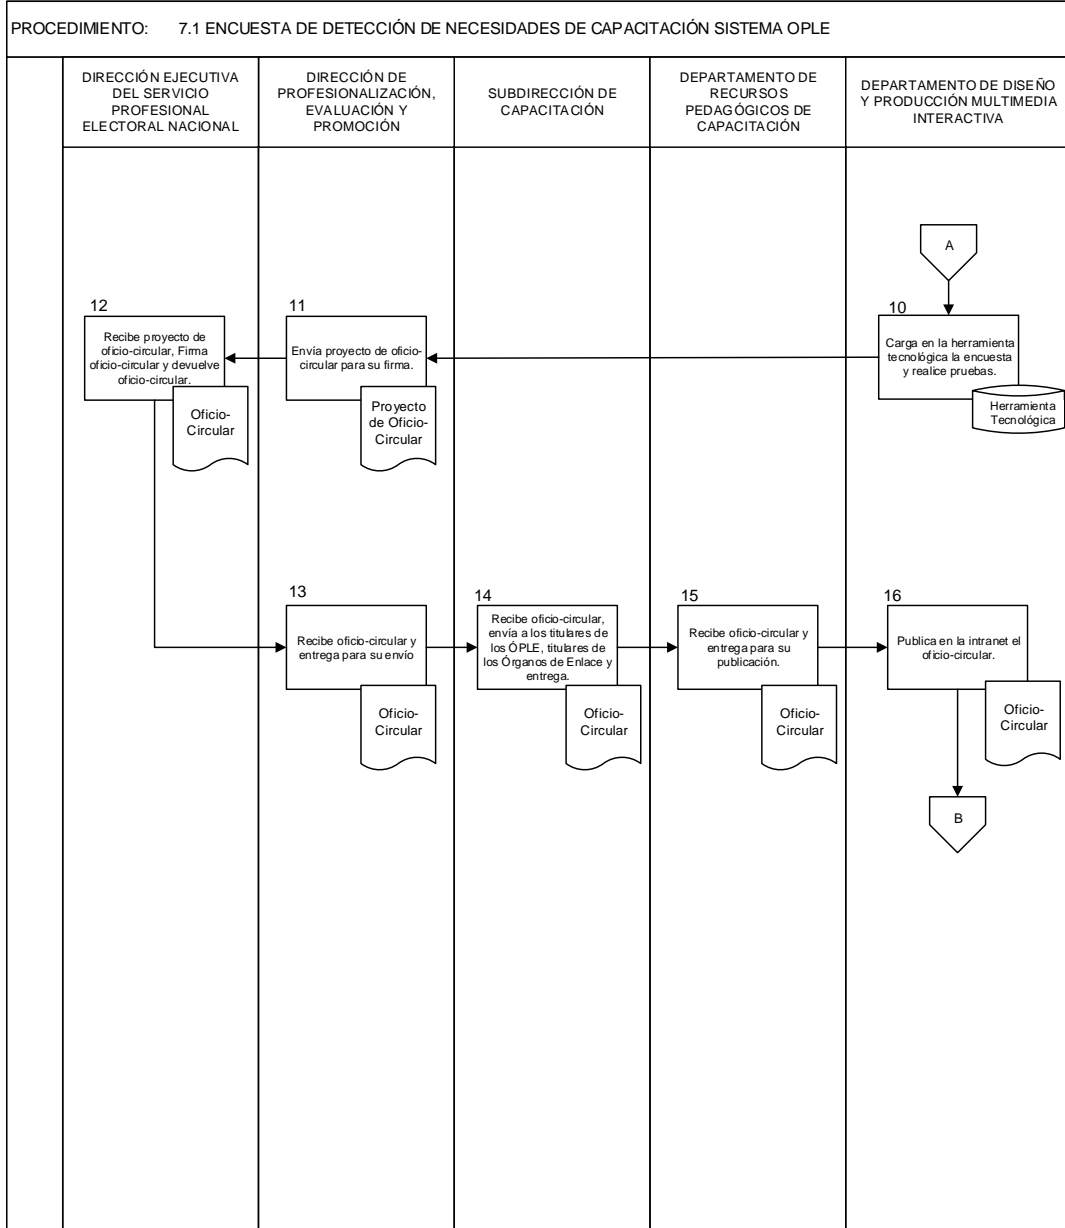 PROCEDIMIENTO: 7.1 ENCUESTA DE DETECCIÓN DE NECESIDADES DE CAPACITACIÓN SISTEMA OPLE
DIRECCIÓN EJECUTIVA
DEL SERVICIO
PROFESIONAL
ELECTORAL NACIONAL
DIRECCIÓN DE
PROFESIONALIZACIÓN,
EVALUACIÓN Y
PROMOCIÓN
SUBDIRECCIÓN DE
CAPACITACIÓN
DEPARTAMENTO DE
RECURSOS
PEDAGÓGICOS DE
CAPACITACIÓN
DEPARTAMENTO DE DISEÑO
Y PRODUCCIÓN MULTIMEDIA
INTERACTIVA
A
10
Carga en la herramienta
tecnológica la encuesta
y realice pruebas.
Herramienta
Tecnológica
11
Envía proyecto de oficio-
circular para su firma.
Proyecto
de Oficio-
Circular
12
Recibe proyecto de
oficio-circular, Firma
oficio-circular y devuelve
oficio-circular.
Oficio-
Circular
13
Recibe oficio-circular y
entrega para su envío
Oficio-
Circular
14
Recibe oficio-circular,
envía a los titulares de
los ÓPLE, titulares de
los Órganos de Enlace y
entrega.
Oficio-
Circular
15
Recibe oficio-circular y
entrega para su
publicación.
Oficio-
Circular
16
Publica en la intranet el
oficio-circular.
Oficio-
Circular
B